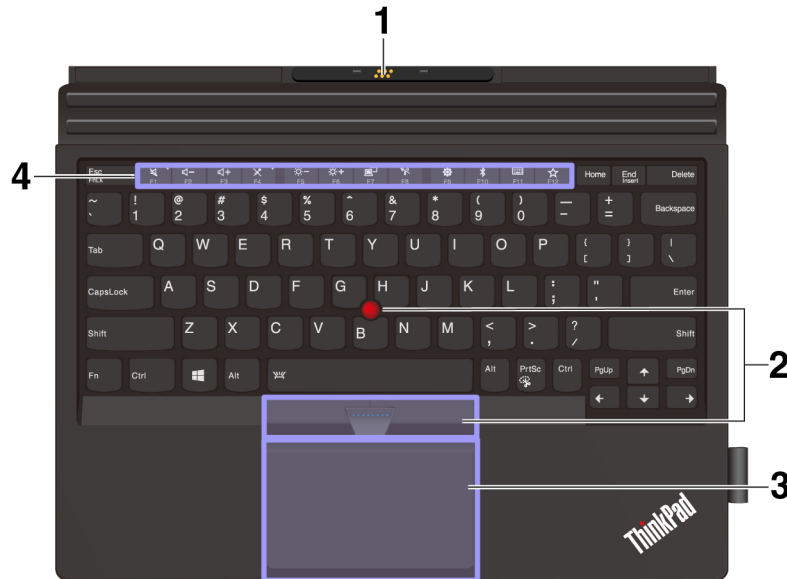 1
4
Esc Home End Delete
FnLk F1 F2 F3 F4 F5 F6 F7 F8 F9 F10 F11 F12 Insert
~ ! @ # $ % ^ & * ( ) — +
` 1 2 3 4 5 6 7 8 9 0 - = Backspace
Tab Q W E R T Y U I O P { } |
[ ] \
CapsLock A S D F G H J K L : " Enter
; '
Shift Z X C V B N M < > ? Shift
, . /
Fn Ctrl Alt Alt PrtSc Ctrl PgUp PgDn
2
3
ThinkPad